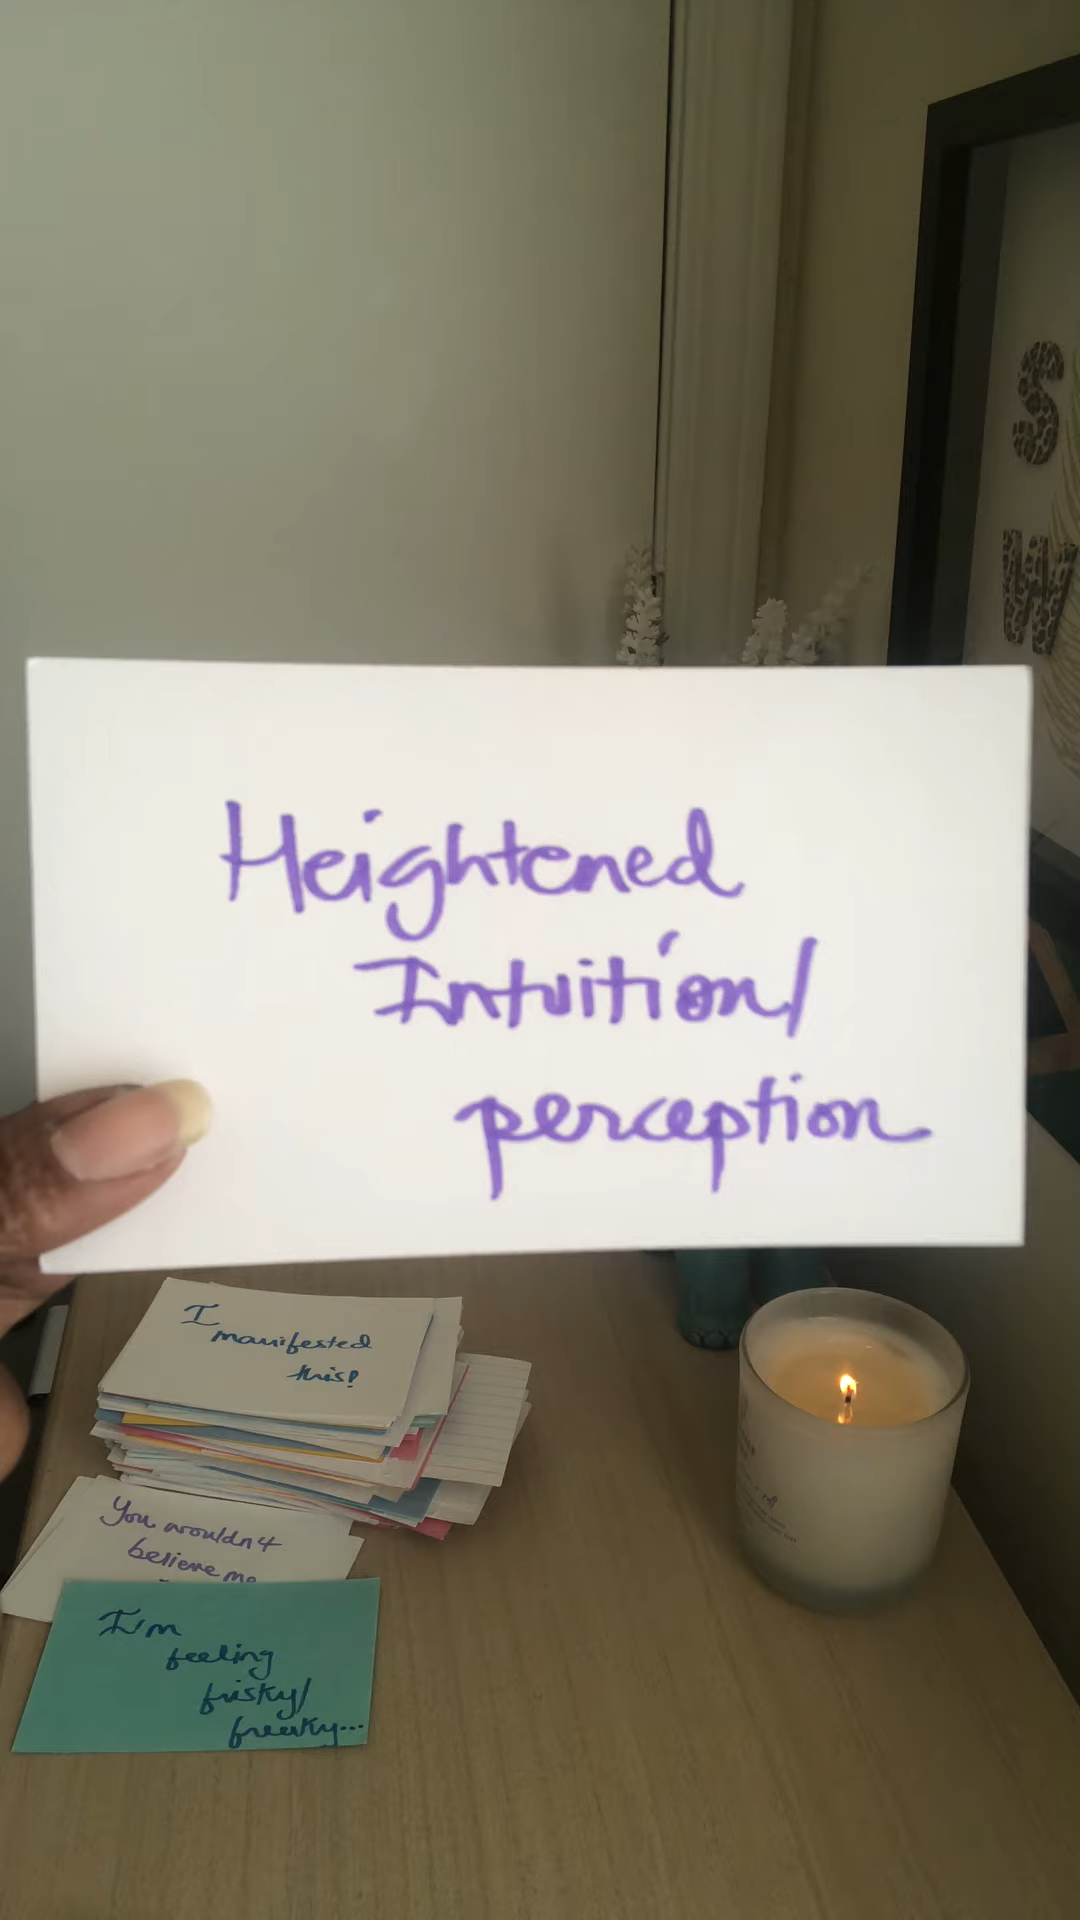 S
W
Heightened
Intuition/
perception
I
manifested
this!
You wouldn't
believe me
I'm
feeling
frisky/
freaky...